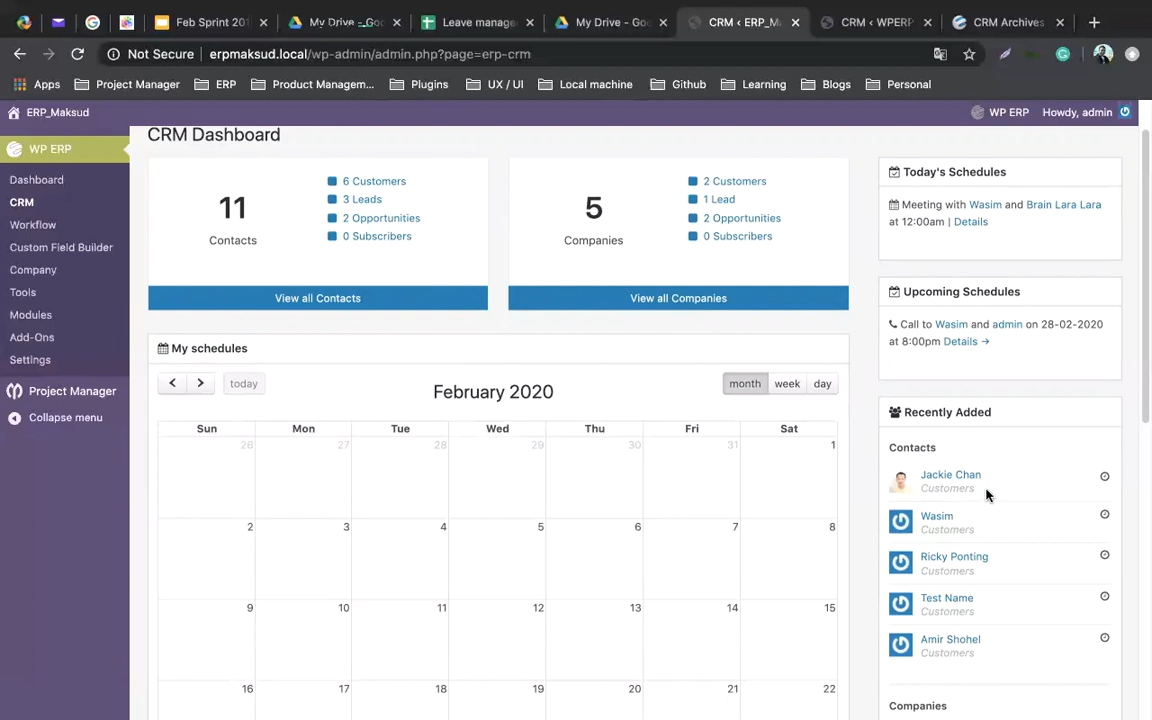 Feb Sprint 201
My Drive – Goo
Leave manage
My Drive - Goo
CRM ‹ ERP_M
CRM ‹ WPERP
CRM Archives
Not Secure
erpmaksud.local/wp-admin/admin.php?page=erp-crm
Apps
Project Manager
ERP
Product Managem...
Plugins
UX / UI
Local machine
Github
Learning
Blogs
Personal
ERP_Maksud
WP ERP
Howdy, admin
WP ERP
Dashboard
CRM
Workflow
Custom Field Builder
Company
Tools
Modules
Add-Ons
Settings
Project Manager
Collapse menu
CRM Dashboard
11
Contacts
6 Customers
3 Leads
2 Opportunities
0 Subscribers
View all Contacts
5
Companies
2 Customers
1 Lead
2 Opportunities
0 Subscribers
View all Companies
My schedules
today
February 2020
month week day
Sun Mon Tue Wed Thu Fri Sat
26 27 28 29 30 31 1
2 3 4 5 6 7 8
9 10 11 12 13 14 15
16 17 18 19 20 21 22
Today's Schedules
Meeting with Wasim and Brain Lara Lara
at 12:00am | Details
Upcoming Schedules
Call to Wasim and admin on 28-02-2020
at 8:00pm Details →
Recently Added
Contacts
Jackie Chan
Customers
Wasim
Customers
Ricky Ponting
Customers
Test Name
Customers
Amir Shohel
Customers
Companies